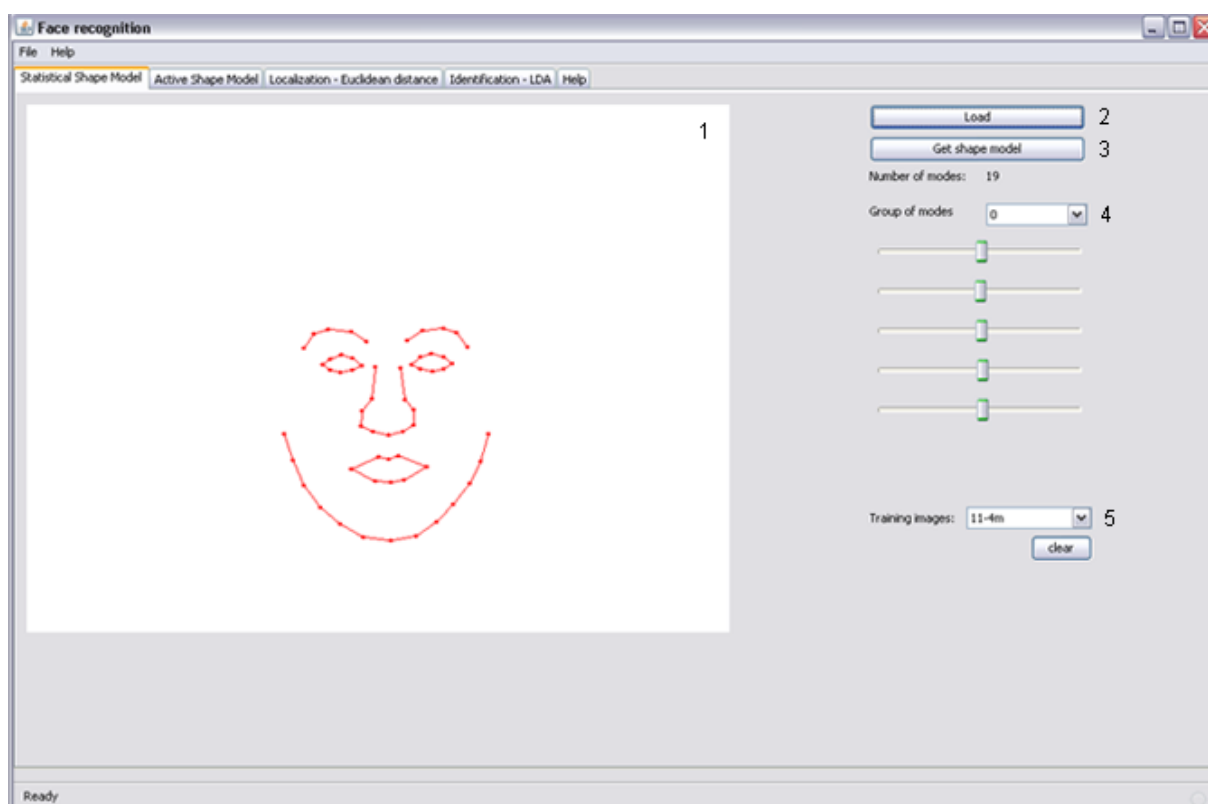 Face recognition
File Help
Statistical Shape Model Active Shape Model Localization - Euclidean distance Identification - LDA Help
1
Load 2
Get shape model 3
Number of modes: 19
Group of modes 0 4
Training images: 11-4m 5
clear
Ready